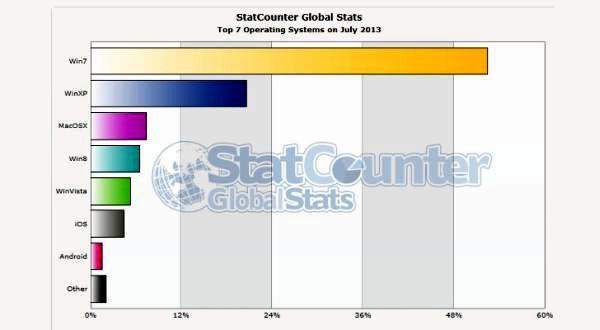 StatCounter Global Stats
Top 7 Operating Systems on July 2013
Win7
WinXP
MacOSX
Win8
WinVista
iOS
Android
Other
StatCounter
GlobalStats
0%
12%
24%
36%
48%
60%